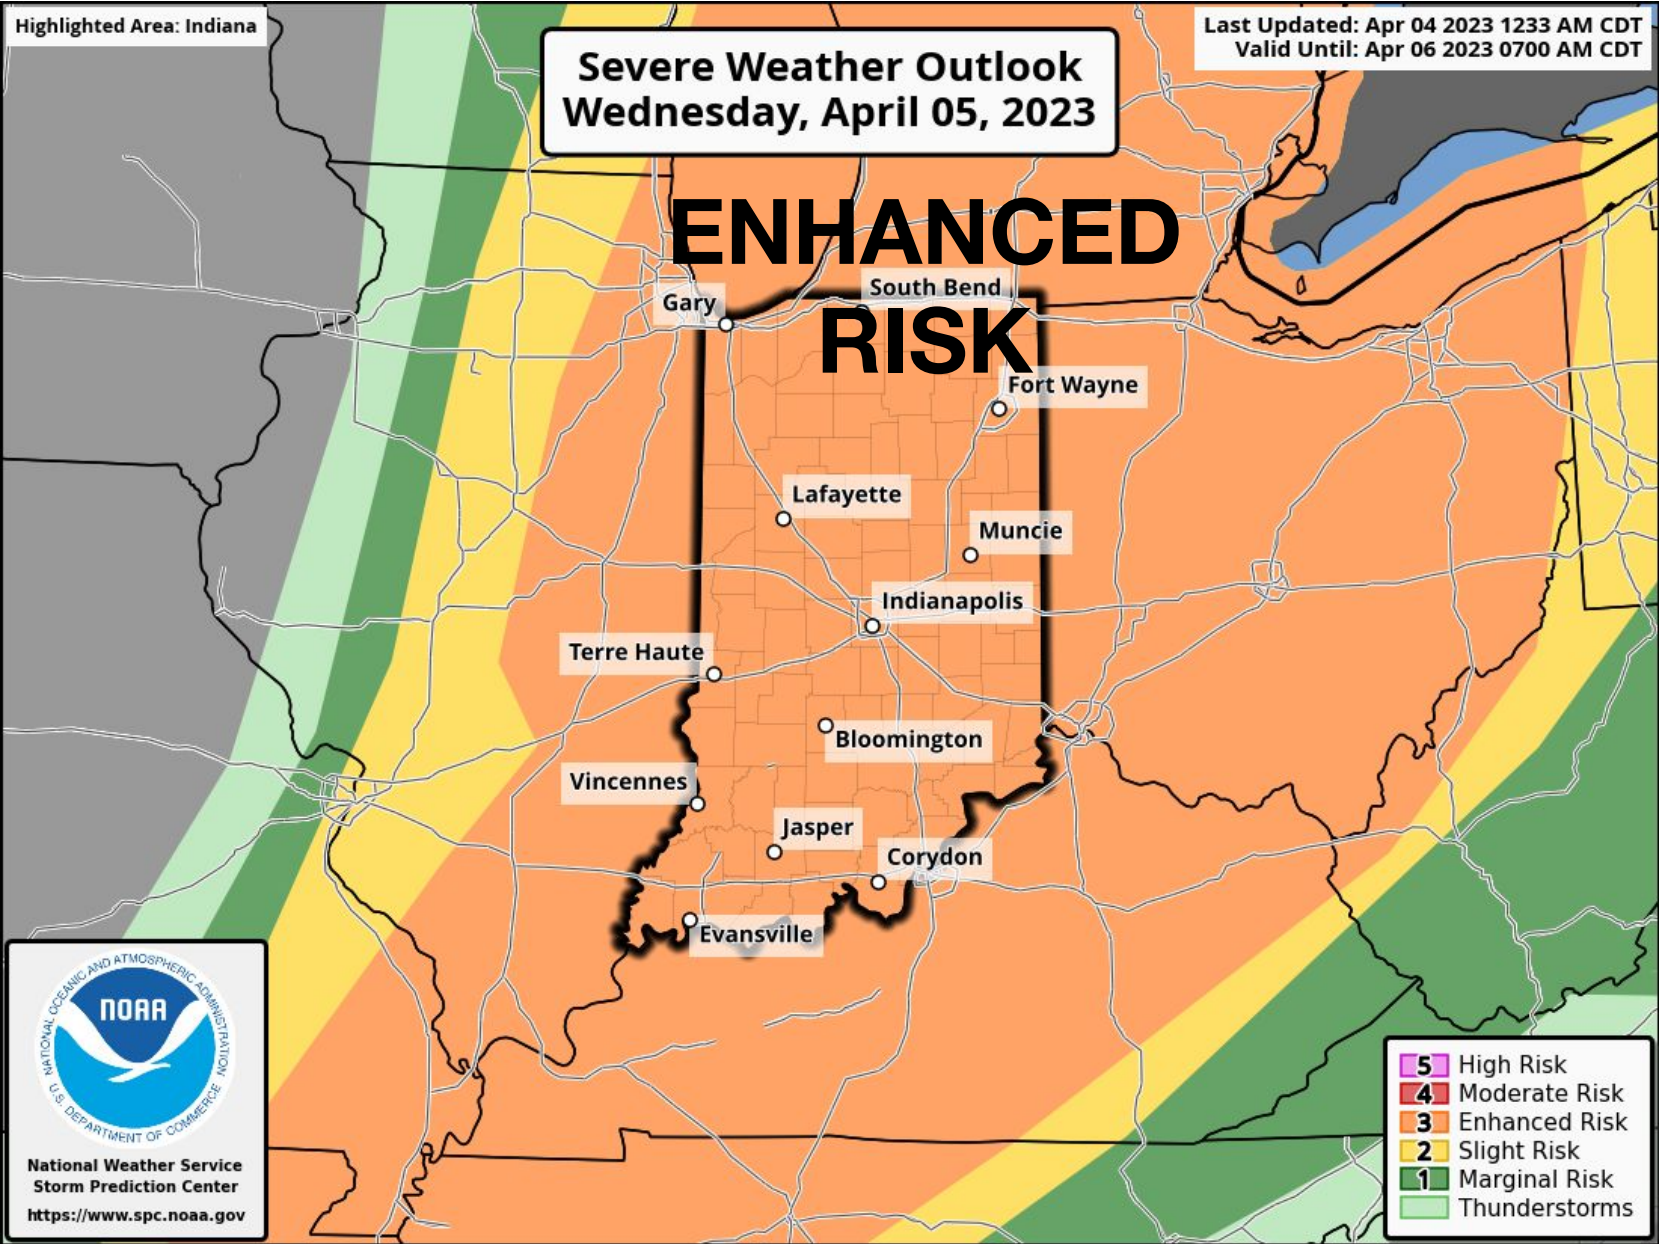 Highlighted Area: Indiana
Severe Weather Outlook
Wednesday, April 05, 2023
Last Updated: Apr 04 2023 1233 AM CDT
Valid Until: Apr 06 2023 0700 AM CDT
ENHANCED
RISK
South Bend
Gary
Fort Wayne
Lafayette
Muncie
Indianapolis
Terre Haute
Bloomington
Vincennes
Jasper
Corydon
Evansville
NATIONAL OCEANIC AND ATMOSPHERIC ADMINISTRATION
NOAA
U.S. DEPARTMENT OF COMMERCE
National Weather Service
Storm Prediction Center
https://www.spc.noaa.gov
5 High Risk
4 Moderate Risk
3 Enhanced Risk
2 Slight Risk
1 Marginal Risk
Thunderstorms